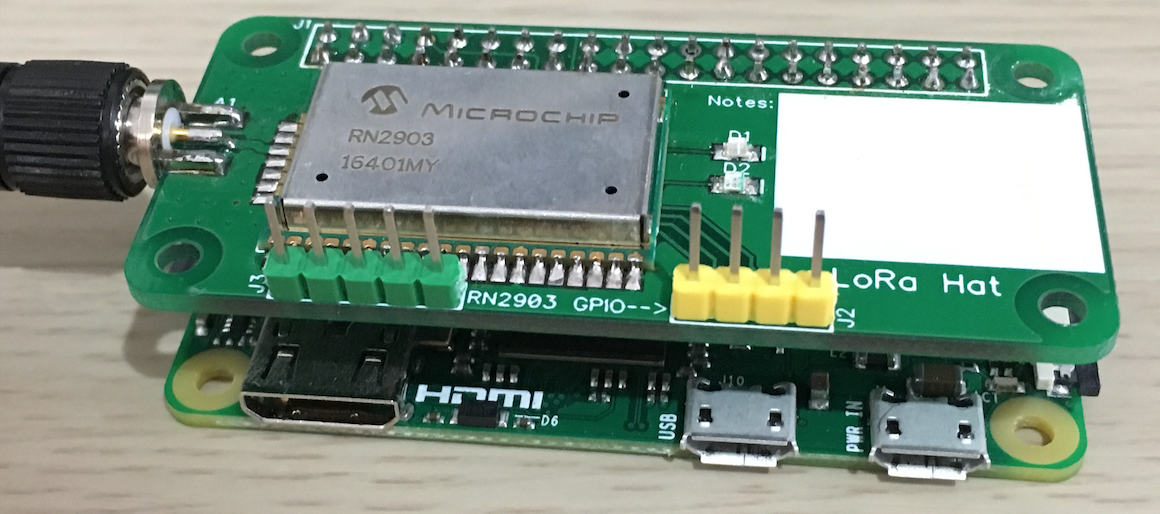 J1
A1
MICROCHIP
RN2903
16401MY
Notes:
D1
D2
J3
RN2903 GPIO-->
J2
LoRa Hat
HDMI
D6
USB
J10
PWR IN
C1